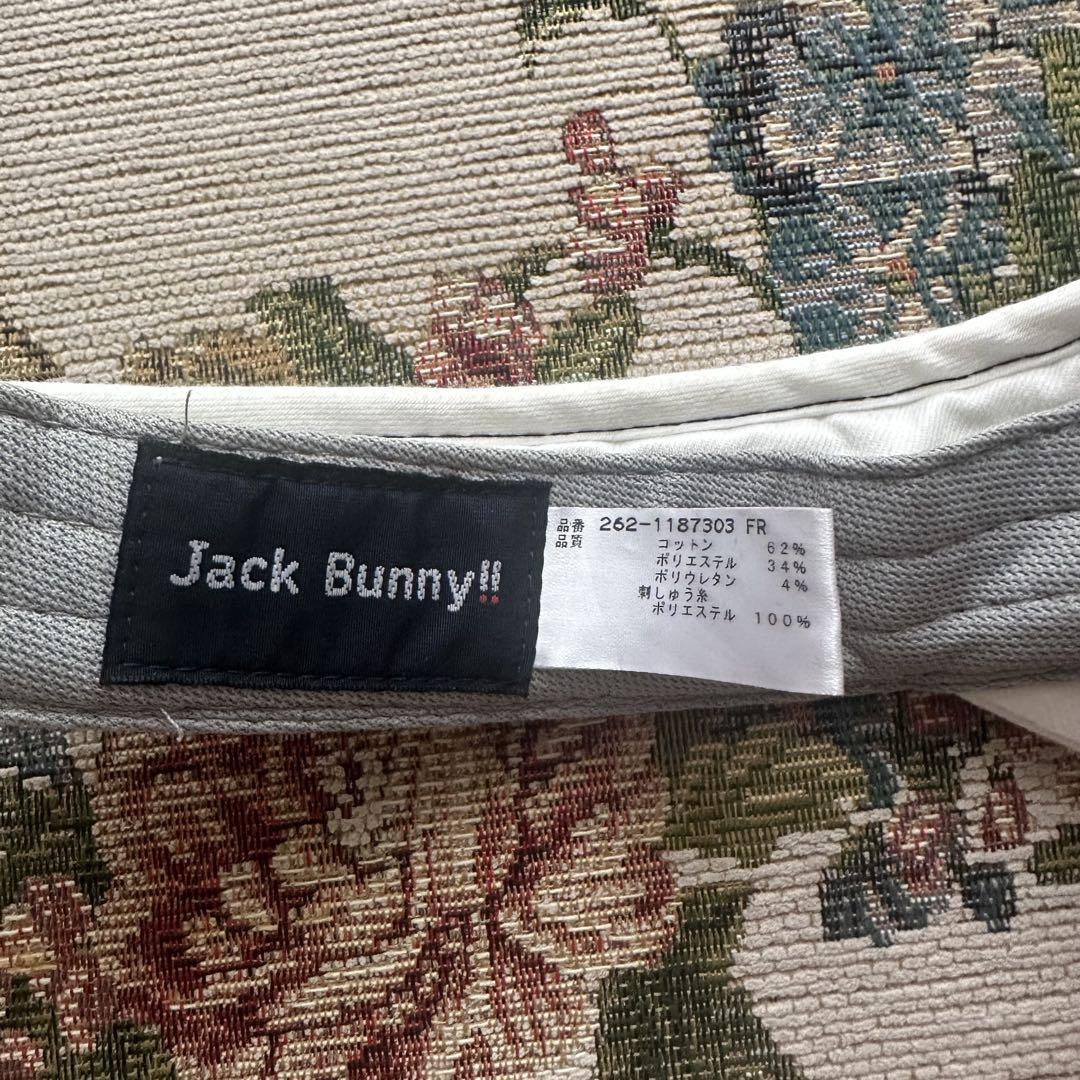 Jack Bunny!!
品番 262-1187303 FR
品質
コットン 62%
ポリエステル 34%
ポリウレタン 4%
刺しゅう糸
ポリエステル 100%